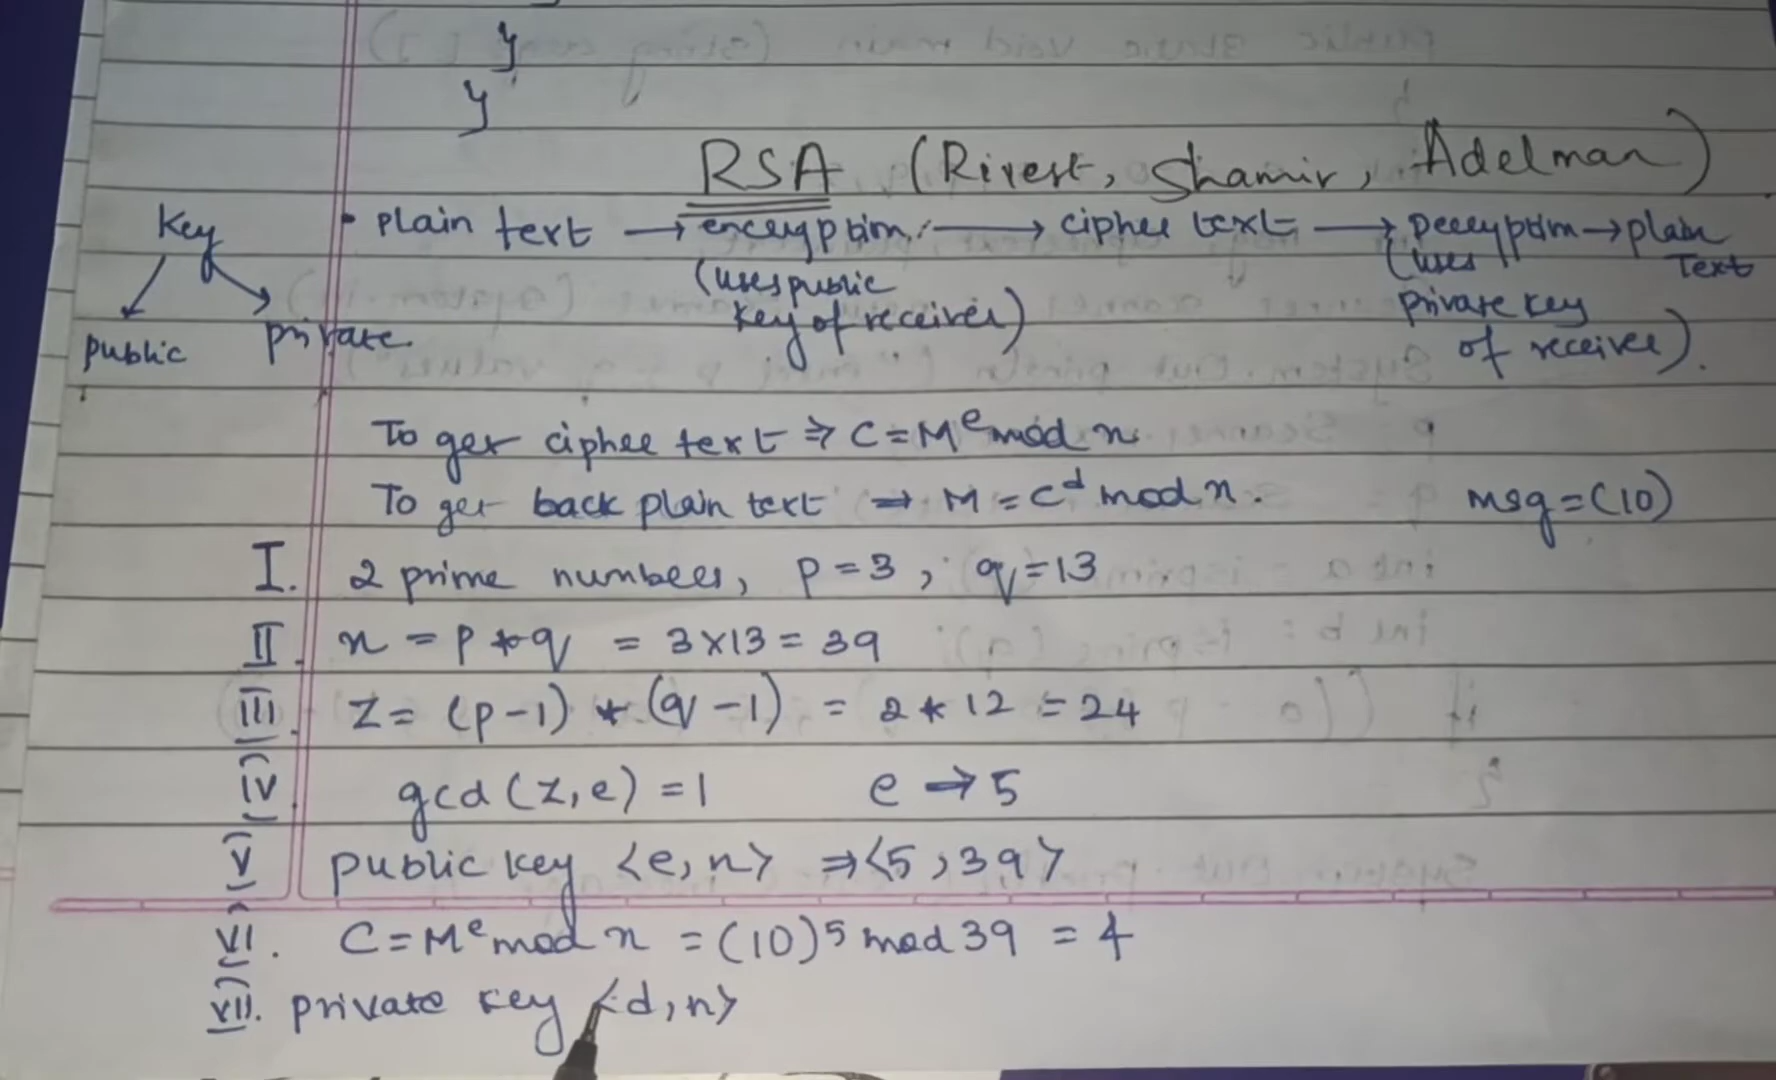 y
y
RSA (Rivest, Shamir, Adelman)
Key
public
private
• plain text → encryption → cipher text → Decryption → plain Text
(uses public key of receiver)
(uses private key of receiver).
To get cipher text ⇒ C = M^e mod n
To get back plain text ⇒ M = C^d mod n.
msg = (10)
I. 2 prime numbers, p = 3, q = 13
II. n = p * q = 3 × 13 = 39
III. Z = (p-1) * (q-1) = 2 * 12 = 24
IV gcd (z, e) = 1 e → 5
V public key <e, n> ⇒ <5, 39>
VI. C = M^e mod n = (10)^5 mod 39 = 4
VII. private key <d, n>